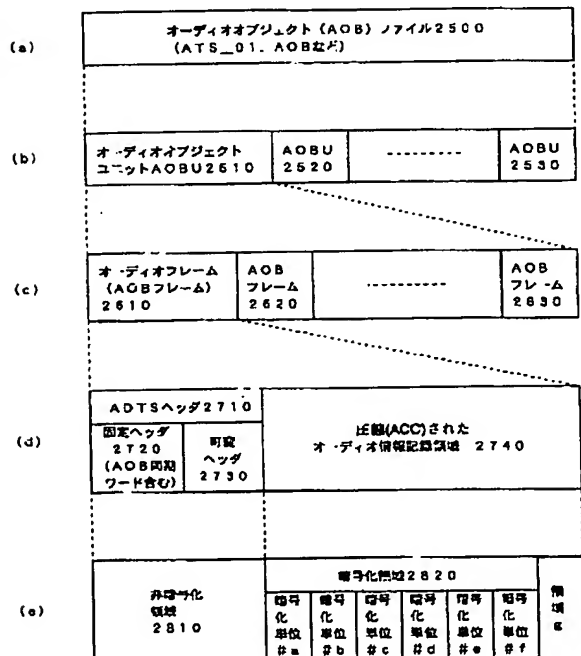 (a)
オーディオオブジェクト(AOB)ファイル2500
(ATS__01.AOBなど)
(b)
オーディオイブジェクト
ユニットAOBU2510
AOBU
2520
AOBU
2530
(c)
オーディオフレーム
(AOBフレーム)
2610
AOB
フレーム
2620
AOB
フレーム
2630
(d)
ADTSヘッダ2710
固定ヘッダ
2720
(AOB同期
ワード含む)
可変
ヘッダ
2730
圧縮(ACC)された
オーディオ情報記録領域 2740
(e)
非暗号化
領域
2810
暗号化領域2820
暗号
化
単位
#a
暗号
化
単位
#b
暗号
化
単位
#c
暗号
化
単位
#d
暗号
化
単位
#e
暗号
化
単位
#f
領
域
g